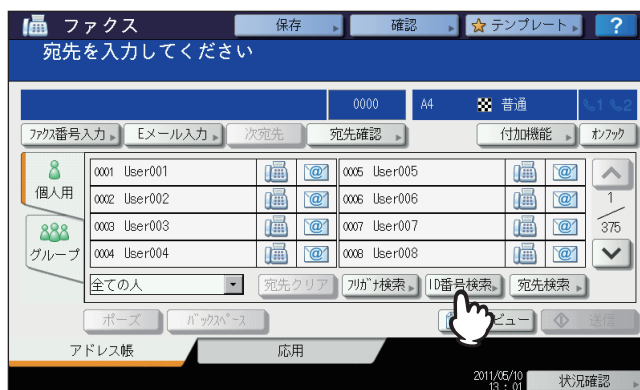 ファクス 保存 確認 テンプレート ?
宛先を入力してください
0000 A4 普通 1 2
ﾌｧｸｽ番号入力 Eメール入力 次宛先 宛先確認 付加機能 ｵﾝﾌｯｸ
個人用 0001 User001 @ 0005 User005 @
0002 User002 @ 0006 User006 @ 1
0003 User003 @ 0007 User007 @ 375
グループ 0004 User004 @ 0008 User008 @
全ての人 宛先クリア ﾌﾘｶﾞﾅ検索 ID番号検索 宛先検索
ポーズ ﾊﾞｯｸｽﾍﾟｰｽ ビュー 送信
アドレス帳 応用
2011/05/10
13 : 01 状況確認